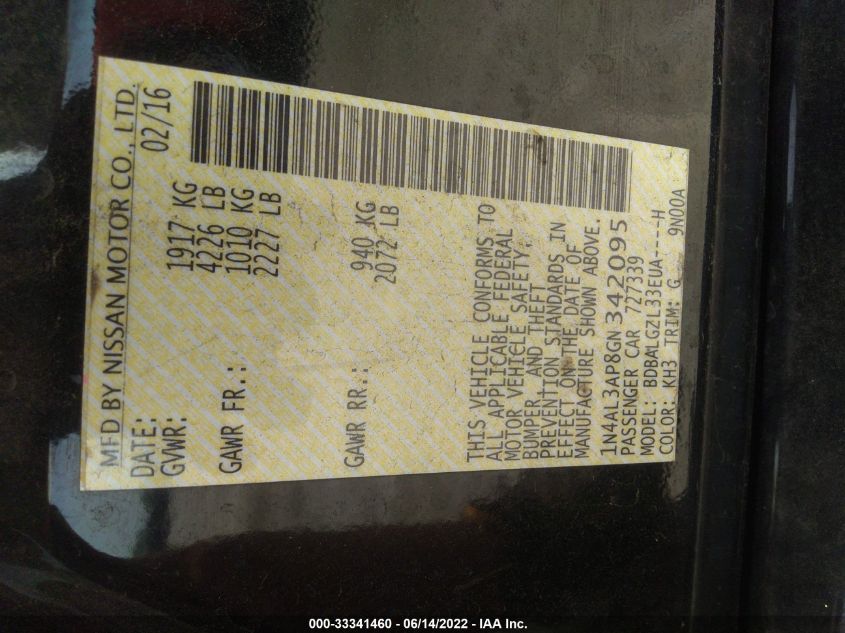 MFD BY NISSAN MOTOR CO., LTD.
DATE: 02/16
GVWR: 1917 KG
4226 LB
GAWR FR.: 1010 KG
2227 LB
GAWR RR.: 940 KG
2072 LB
THIS VEHICLE CONFORMS TO
ALL APPLICABLE FEDERAL
MOTOR VEHICLE SAFETY,
BUMPER, AND THEFT
PREVENTION STANDARDS IN
EFFECT ON THE DATE OF
MANUFACTURE SHOWN ABOVE.
1N4AL3AP8GN342095
PASSENGER CAR 727339
MODEL: BDBALGZL33EUA----H
COLOR: KH3 TRIM: G 9N00A
000-33341460 - 06/14/2022 - IAA Inc.